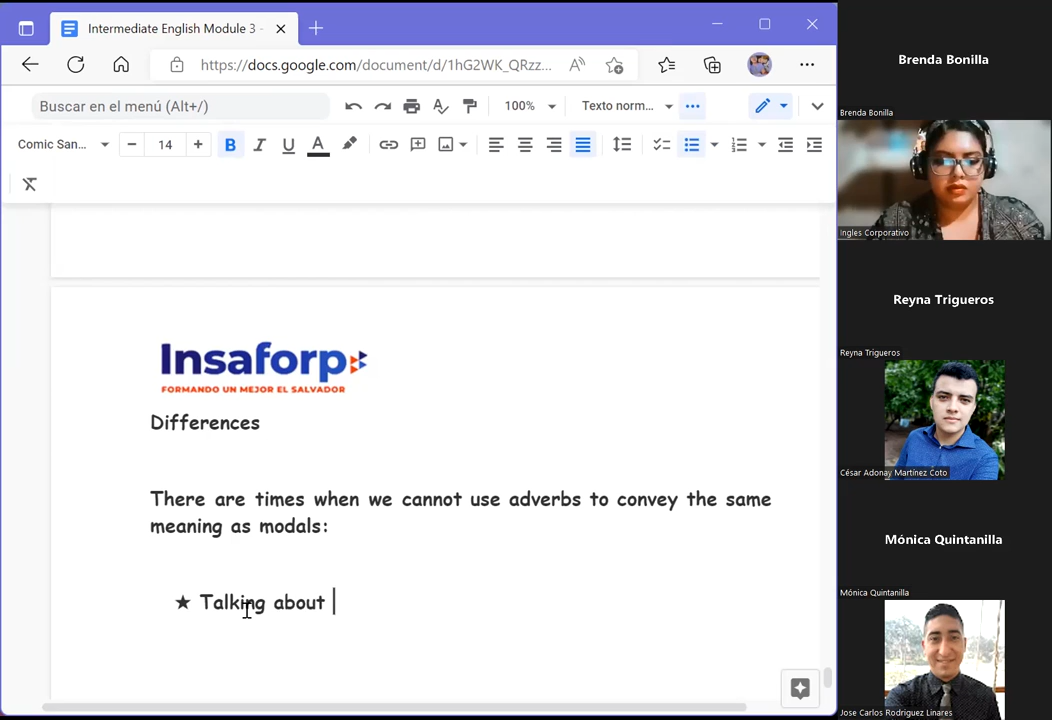 Intermediate English Module 3 -
https://docs.google.com/document/d/1hG2WK_QRzz...
Buscar en el menú (Alt+/)
100%
Texto norm...
Comic San...
14
B
I
U
A
Insaforp
FORMANDO UN MEJOR EL SALVADOR
Differences
There are times when we cannot use adverbs to convey the same
meaning as modals:
★ Talking about
Brenda Bonilla
Brenda Bonilla
Ingles Corporativo
Reyna Trigueros
Reyna Trigueros
César Adonay Martínez Coto
Mónica Quintanilla
Mónica Quintanilla
Jose Carlos Rodriguez Linares